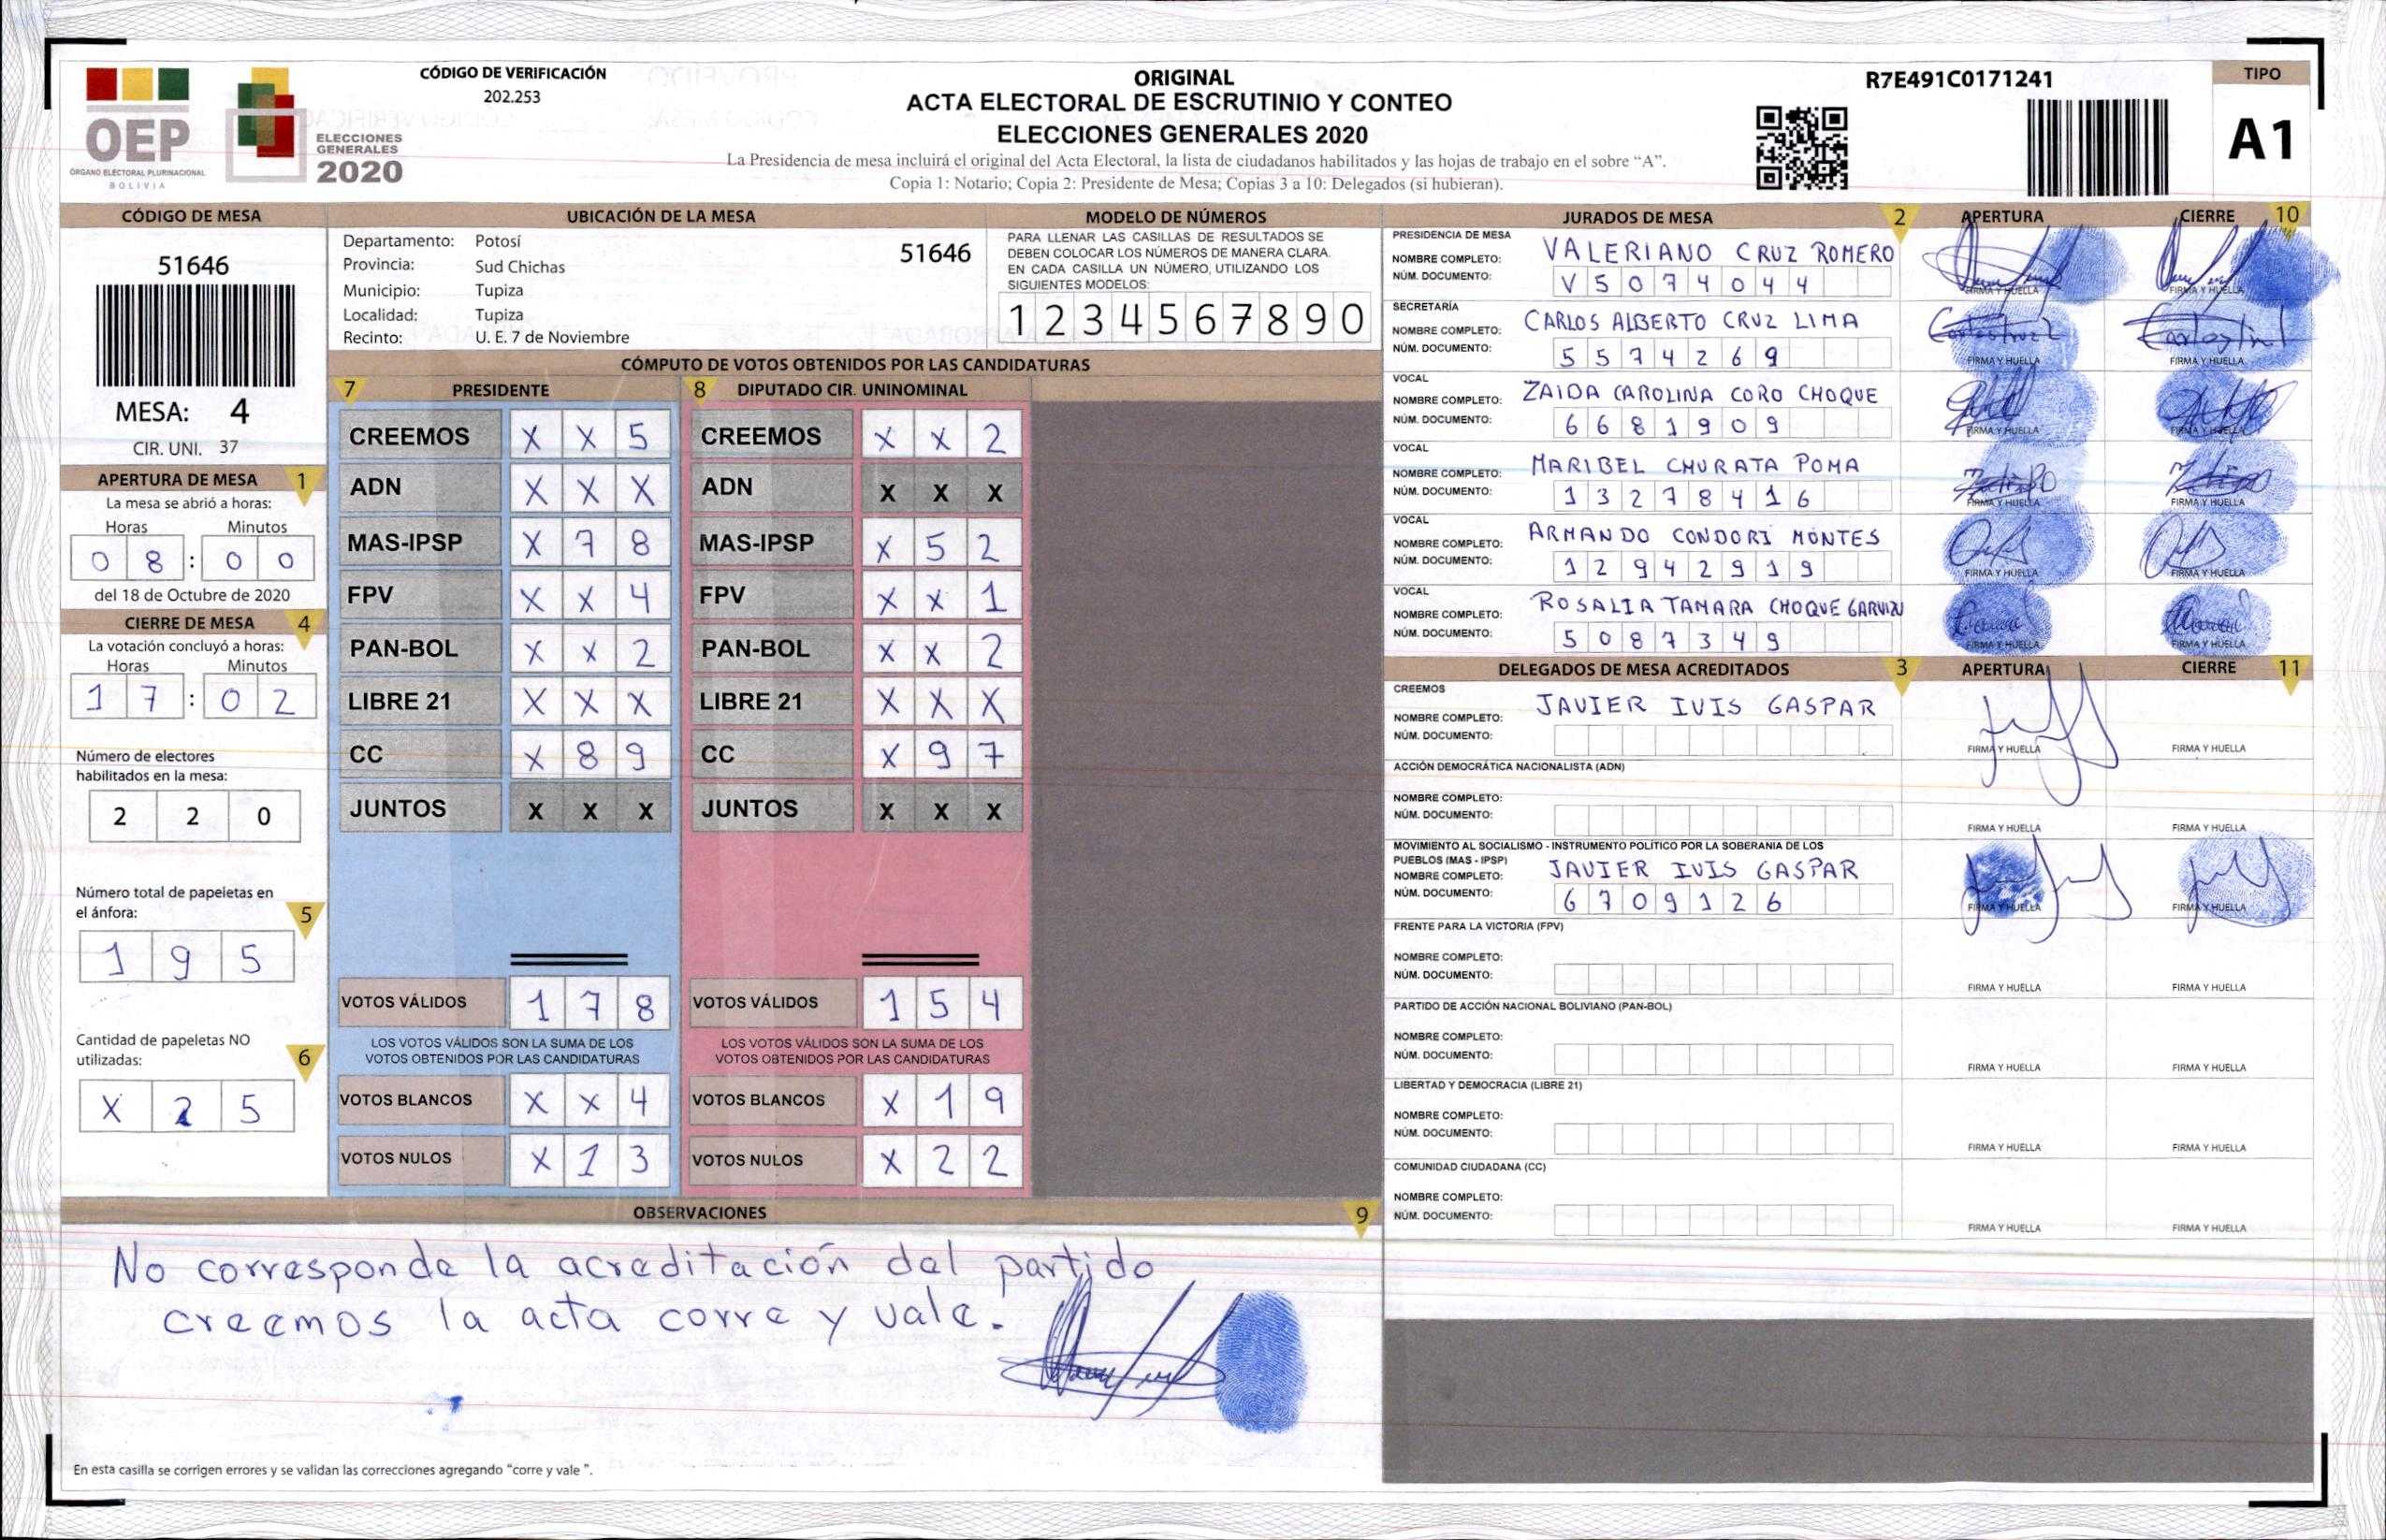 OEP
ÓRGANO ELECTORAL PLURINACIONAL
BOLIVIA
ELECCIONES
GENERALES
2020
CÓDIGO DE VERIFICACIÓN
202.253
ORIGINAL
ACTA ELECTORAL DE ESCRUTINIO Y CONTEO
ELECCIONES GENERALES 2020
La Presidencia de mesa incluirá el original del Acta Electoral, la lista de ciudadanos habilitados y las hojas de trabajo en el sobre “A”.
Copia 1: Notario; Copia 2: Presidente de Mesa; Copias 3 a 10: Delegados (si hubieran).
R7E491C0171241
TIPO
A1
CÓDIGO DE MESA
51646
MESA: 4
CIR. UNI. 37
APERTURA DE MESA 1
La mesa se abrió a horas:
Horas Minutos
0 8 : 0 0
del 18 de Octubre de 2020
CIERRE DE MESA 4
La votación concluyó a horas:
Horas Minutos
1 7 : 0 2
Número de electores
habilitados en la mesa:
2 2 0
Número total de papeletas en
el ánfora: 5
1 9 5
Cantidad de papeletas NO
utilizadas: 6
X 2 5
UBICACIÓN DE LA MESA
Departamento: Potosí 51646
Provincia: Sud Chichas
Municipio: Tupiza
Localidad: Tupiza
Recinto: U. E. 7 de Noviembre
MODELO DE NÚMEROS
PARA LLENAR LAS CASILLAS DE RESULTADOS SE
DEBEN COLOCAR LOS NÚMEROS DE MANERA CLARA.
EN CADA CASILLA UN NÚMERO, UTILIZANDO LOS
SIGUIENTES MODELOS:
1 2 3 4 5 6 7 8 9 0
CÓMPUTO DE VOTOS OBTENIDOS POR LAS CANDIDATURAS
7 PRESIDENTE
CREEMOS X X 5
ADN X X X
MAS-IPSP X 7 8
FPV X X 4
PAN-BOL X X 2
LIBRE 21 X X X
CC X 8 9
JUNTOS X X X
VOTOS VÁLIDOS 1 7 8
LOS VOTOS VÁLIDOS SON LA SUMA DE LOS
VOTOS OBTENIDOS POR LAS CANDIDATURAS
VOTOS BLANCOS X X 4
VOTOS NULOS X 1 3
8 DIPUTADO CIR. UNINOMINAL
CREEMOS X X 2
ADN X X X
MAS-IPSP X 5 2
FPV X X 1
PAN-BOL X X 2
LIBRE 21 X X X
CC X 9 7
JUNTOS X X X
VOTOS VÁLIDOS 1 5 4
LOS VOTOS VÁLIDOS SON LA SUMA DE LOS
VOTOS OBTENIDOS POR LAS CANDIDATURAS
VOTOS BLANCOS X 1 9
VOTOS NULOS X 2 2
OBSERVACIONES 9
No corresponde la acreditación del partido
creemos la acta corre y vale.
En esta casilla se corrigen errores y se validan las correcciones agregando “corre y vale ”.
JURADOS DE MESA 2 APERTURA CIERRE 10
PRESIDENCIA DE MESA
NOMBRE COMPLETO: VALERIANO CRUZ ROMERO
NÚM. DOCUMENTO: V 5 0 7 4 0 4 4
FIRMA Y HUELLA FIRMA Y HUELLA
SECRETARÍA
NOMBRE COMPLETO: CARLOS ALBERTO CRUZ LIMA
NÚM. DOCUMENTO: 5 5 7 4 2 6 9
FIRMA Y HUELLA FIRMA Y HUELLA
VOCAL
NOMBRE COMPLETO: ZAIDA CAROLINA CORO CHOQUE
NÚM. DOCUMENTO: 6 6 8 1 9 0 9
FIRMA Y HUELLA FIRMA Y HUELLA
VOCAL
NOMBRE COMPLETO: MARIBEL CHURATA POMA
NÚM. DOCUMENTO: 1 3 2 7 8 4 1 6
FIRMA Y HUELLA FIRMA Y HUELLA
VOCAL
NOMBRE COMPLETO: ARMANDO CONDORI MONTES
NÚM. DOCUMENTO: 1 2 9 4 2 9 1 9
FIRMA Y HUELLA FIRMA Y HUELLA
VOCAL
NOMBRE COMPLETO: ROSALIA TAMARA CHOQUE GARVIZU
NÚM. DOCUMENTO: 5 0 8 7 3 4 9
FIRMA Y HUELLA FIRMA Y HUELLA
DELEGADOS DE MESA ACREDITADOS 3 APERTURA CIERRE 11
CREEMOS
NOMBRE COMPLETO: JAVIER IVIS GASPAR
NÚM. DOCUMENTO:
FIRMA Y HUELLA FIRMA Y HUELLA
ACCIÓN DEMOCRÁTICA NACIONALISTA (ADN)
NOMBRE COMPLETO:
NÚM. DOCUMENTO:
FIRMA Y HUELLA FIRMA Y HUELLA
MOVIMIENTO AL SOCIALISMO - INSTRUMENTO POLÍTICO POR LA SOBERANIA DE LOS
PUEBLOS (MAS - IPSP)
NOMBRE COMPLETO: JAVIER IVIS GASPAR
NÚM. DOCUMENTO: 6 7 0 9 1 2 6
FIRMA Y HUELLA FIRMA Y HUELLA
FRENTE PARA LA VICTORIA (FPV)
NOMBRE COMPLETO:
NÚM. DOCUMENTO:
FIRMA Y HUELLA FIRMA Y HUELLA
PARTIDO DE ACCIÓN NACIONAL BOLIVIANO (PAN-BOL)
NOMBRE COMPLETO:
NÚM. DOCUMENTO:
FIRMA Y HUELLA FIRMA Y HUELLA
LIBERTAD Y DEMOCRACIA (LIBRE 21)
NOMBRE COMPLETO:
NÚM. DOCUMENTO:
FIRMA Y HUELLA FIRMA Y HUELLA
COMUNIDAD CIUDADANA (CC)
NOMBRE COMPLETO:
NÚM. DOCUMENTO:
FIRMA Y HUELLA FIRMA Y HUELLA